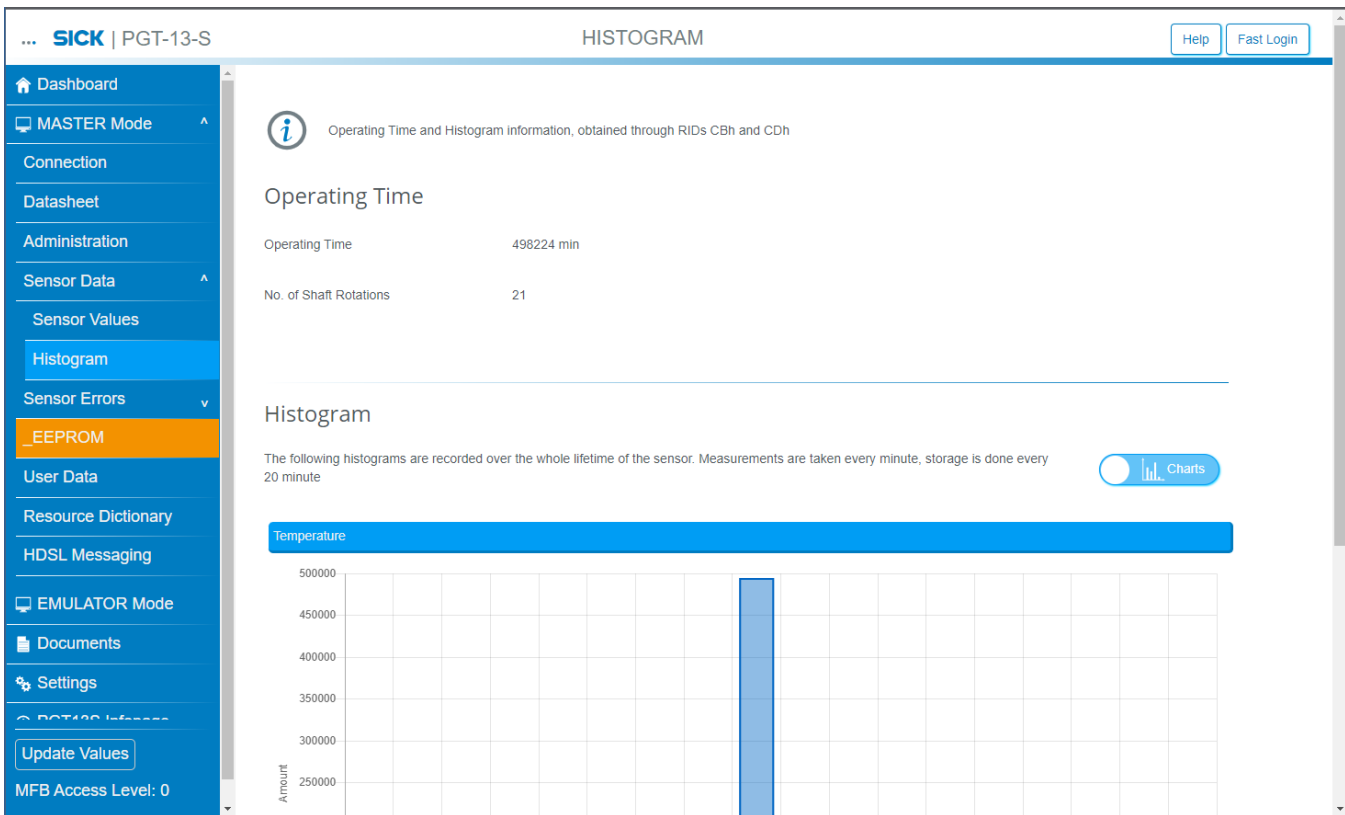 ... SICK | PGT-13-S
HISTOGRAM
Help
Fast Login
Dashboard
MASTER Mode
Connection
Datasheet
Administration
Sensor Data
Sensor Values
Histogram
Sensor Errors
_EEPROM
User Data
Resource Dictionary
HDSL Messaging
EMULATOR Mode
Documents
Settings
Update Values
MFB Access Level: 0
Operating Time and Histogram information, obtained through RIDs CBh and CDh
Operating Time
Operating Time 498224 min
No. of Shaft Rotations 21
Histogram
The following histograms are recorded over the whole lifetime of the sensor. Measurements are taken every minute, storage is done every
20 minute
Charts
Temperature
500000
450000
400000
350000
300000
250000
Amount